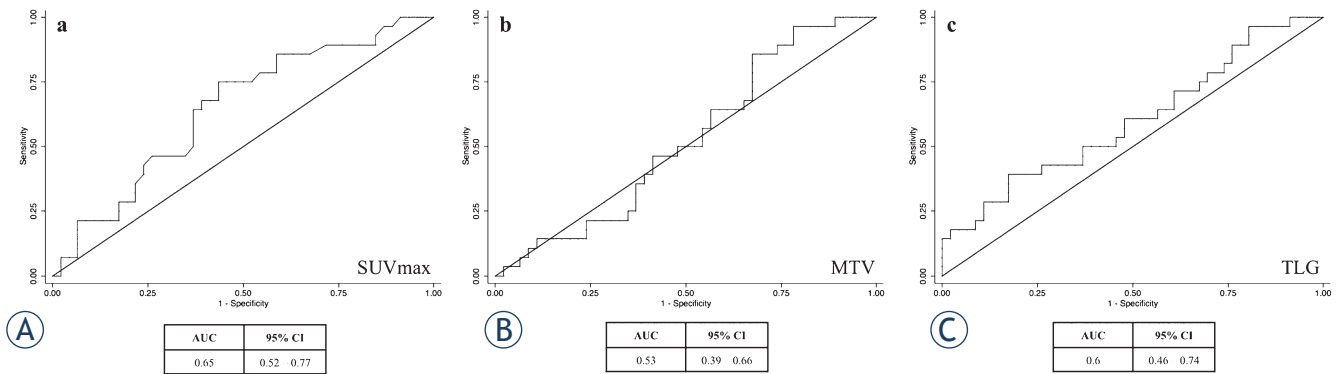 a
1.00
0.75
0.50
0.25
0.00
Sensitivity
SUVmax
0.00 0.25 0.50 0.75 1.00
1 - Specificity
A
AUC 95% CI
0.65 0.52 0.77
b
1.00
0.75
0.50
0.25
0.00
Sensitivity
MTV
0.00 0.25 0.50 0.75 1.00
1 - Specificity
B
AUC 95% CI
0.53 0.39 0.66
c
1.00
0.75
0.50
0.25
0.00
Sensitivity
TLG
0.00 0.25 0.50 0.75 1.00
1 - Specificity
C
AUC 95% CI
0.6 0.46 0.74